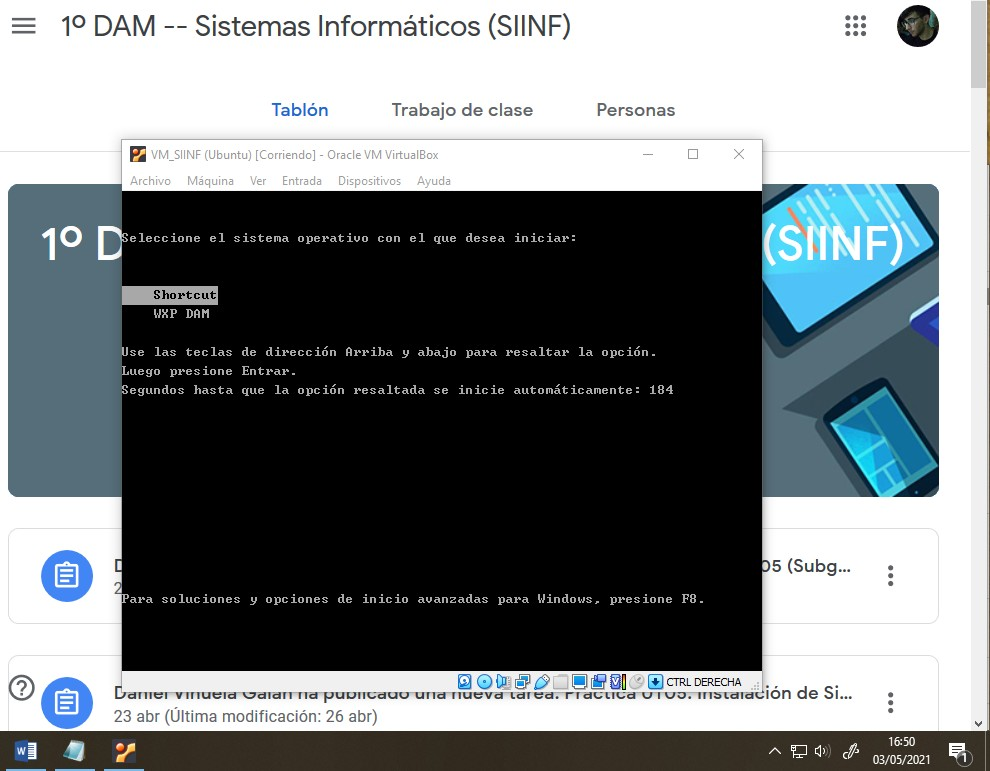 1º DAM -- Sistemas Informáticos (SIINF)
Tablón
Trabajo de clase
Personas
VM_SIINF (Ubuntu) [Corriendo] - Oracle VM VirtualBox
Archivo Máquina Ver Entrada Dispositivos Ayuda
1º D
(SIINF)
Seleccione el sistema operativo con el que desea iniciar:
Shortcut
WXP DAM
Use las teclas de dirección Arriba y abajo para resaltar la opción.
Luego presione Entrar.
Segundos hasta que la opción resaltada se inicie automáticamente: 184
05 (Subg...
Para soluciones y opciones de inicio avanzadas para Windows, presione F8.
CTRL DERECHA
Daniel Viñuela Galán ha publicado una nueva tarea: Práctica UT05: Instalación de Si...
23 abr (Última modificación: 26 abr)
16:50
03/05/2021
1